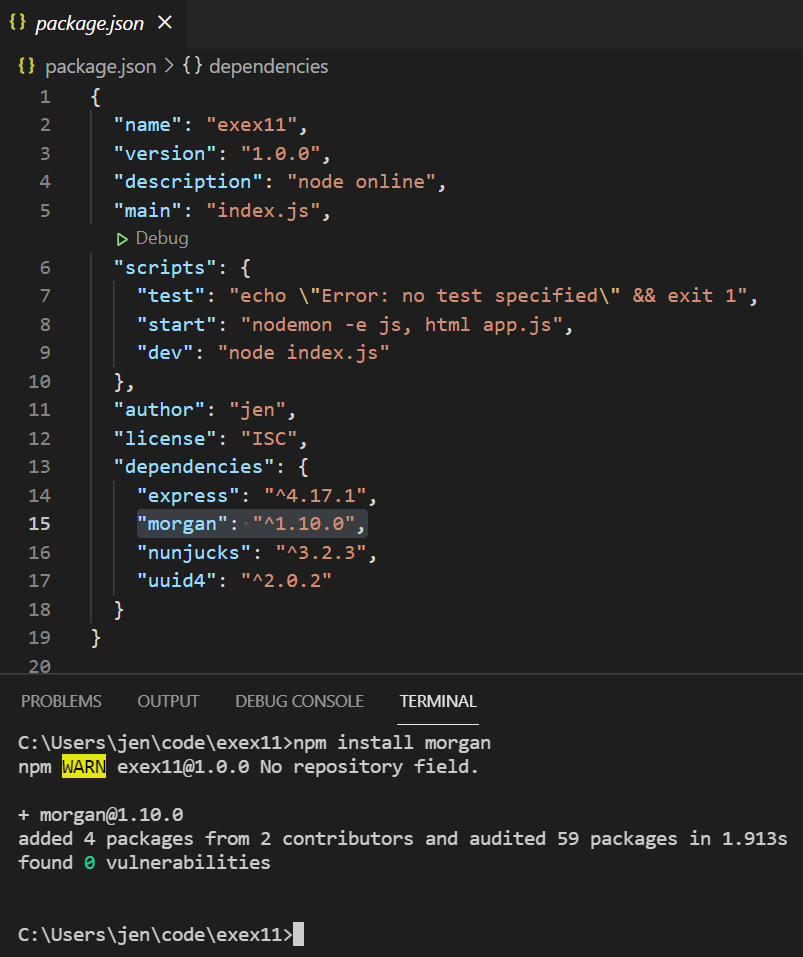 {} package.json ×
{} package.json > {} dependencies
1 {
2 "name": "exex11",
3 "version": "1.0.0",
4 "description": "node online",
5 "main": "index.js",
Debug
6 "scripts": {
7 "test": "echo \"Error: no test specified\" && exit 1",
8 "start": "nodemon -e js, html app.js",
9 "dev": "node index.js"
10 },
11 "author": "jen",
12 "license": "ISC",
13 "dependencies": {
14 "express": "^4.17.1",
15 "morgan": "^1.10.0",
16 "nunjucks": "^3.2.3",
17 "uuid4": "^2.0.2"
18 }
19 }
20
PROBLEMS OUTPUT DEBUG CONSOLE TERMINAL
C:\Users\jen\code\exex11>npm install morgan
npm WARN exex11@1.0.0 No repository field.
+ morgan@1.10.0
added 4 packages from 2 contributors and audited 59 packages in 1.913s
found 0 vulnerabilities
C:\Users\jen\code\exex11>